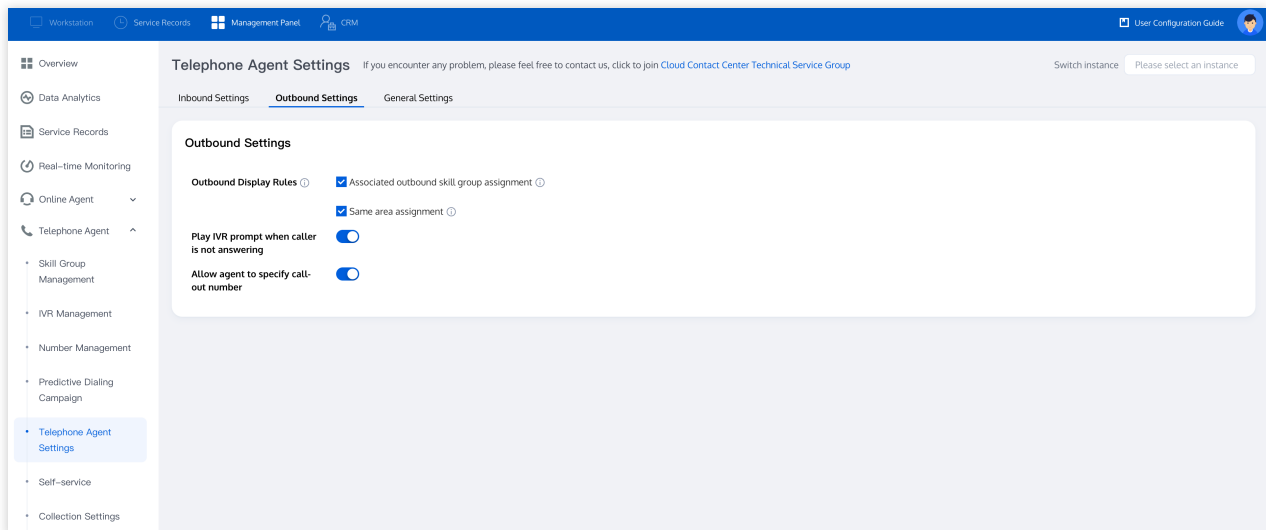 Workstation Service Records Management Panel CRM User Configuration Guide
Overview
Data Analytics
Service Records
Real-time Monitoring
Online Agent
Telephone Agent
Skill Group
Management
IVR Management
Number Management
Predictive Dialing
Campaign
Telephone Agent
Settings
Self-service
Collection Settings
Telephone Agent Settings If you encounter any problem, please feel free to contact us, click to join Cloud Contact Center Technical Service Group Switch instance Please select an instance
Inbound Settings Outbound Settings General Settings
Outbound Settings
Outbound Display Rules Associated outbound skill group assignment
Same area assignment
Play IVR prompt when caller
is not answering
Allow agent to specify call-
out number